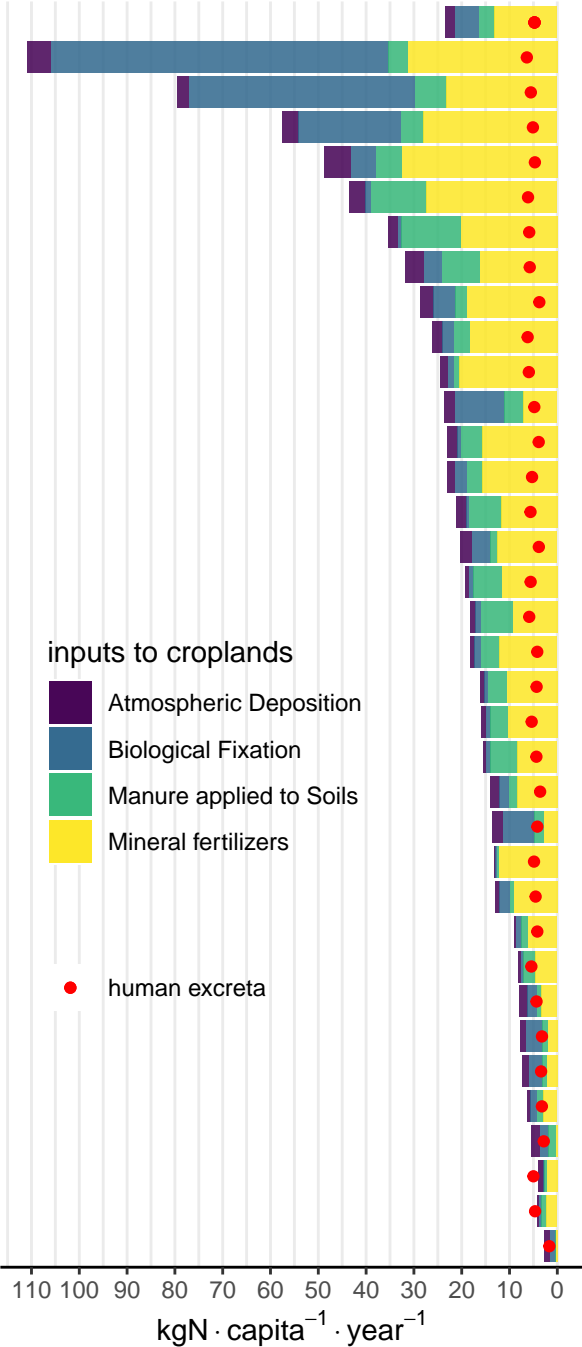 inputs to croplands
Atmospheric Deposition
Biological Fixation
Manure applied to Soils
Mineral fertilizers
human excreta
110 100 90 80 70 60 50 40 30 20 10 0
kgN · capita⁻¹ · year⁻¹